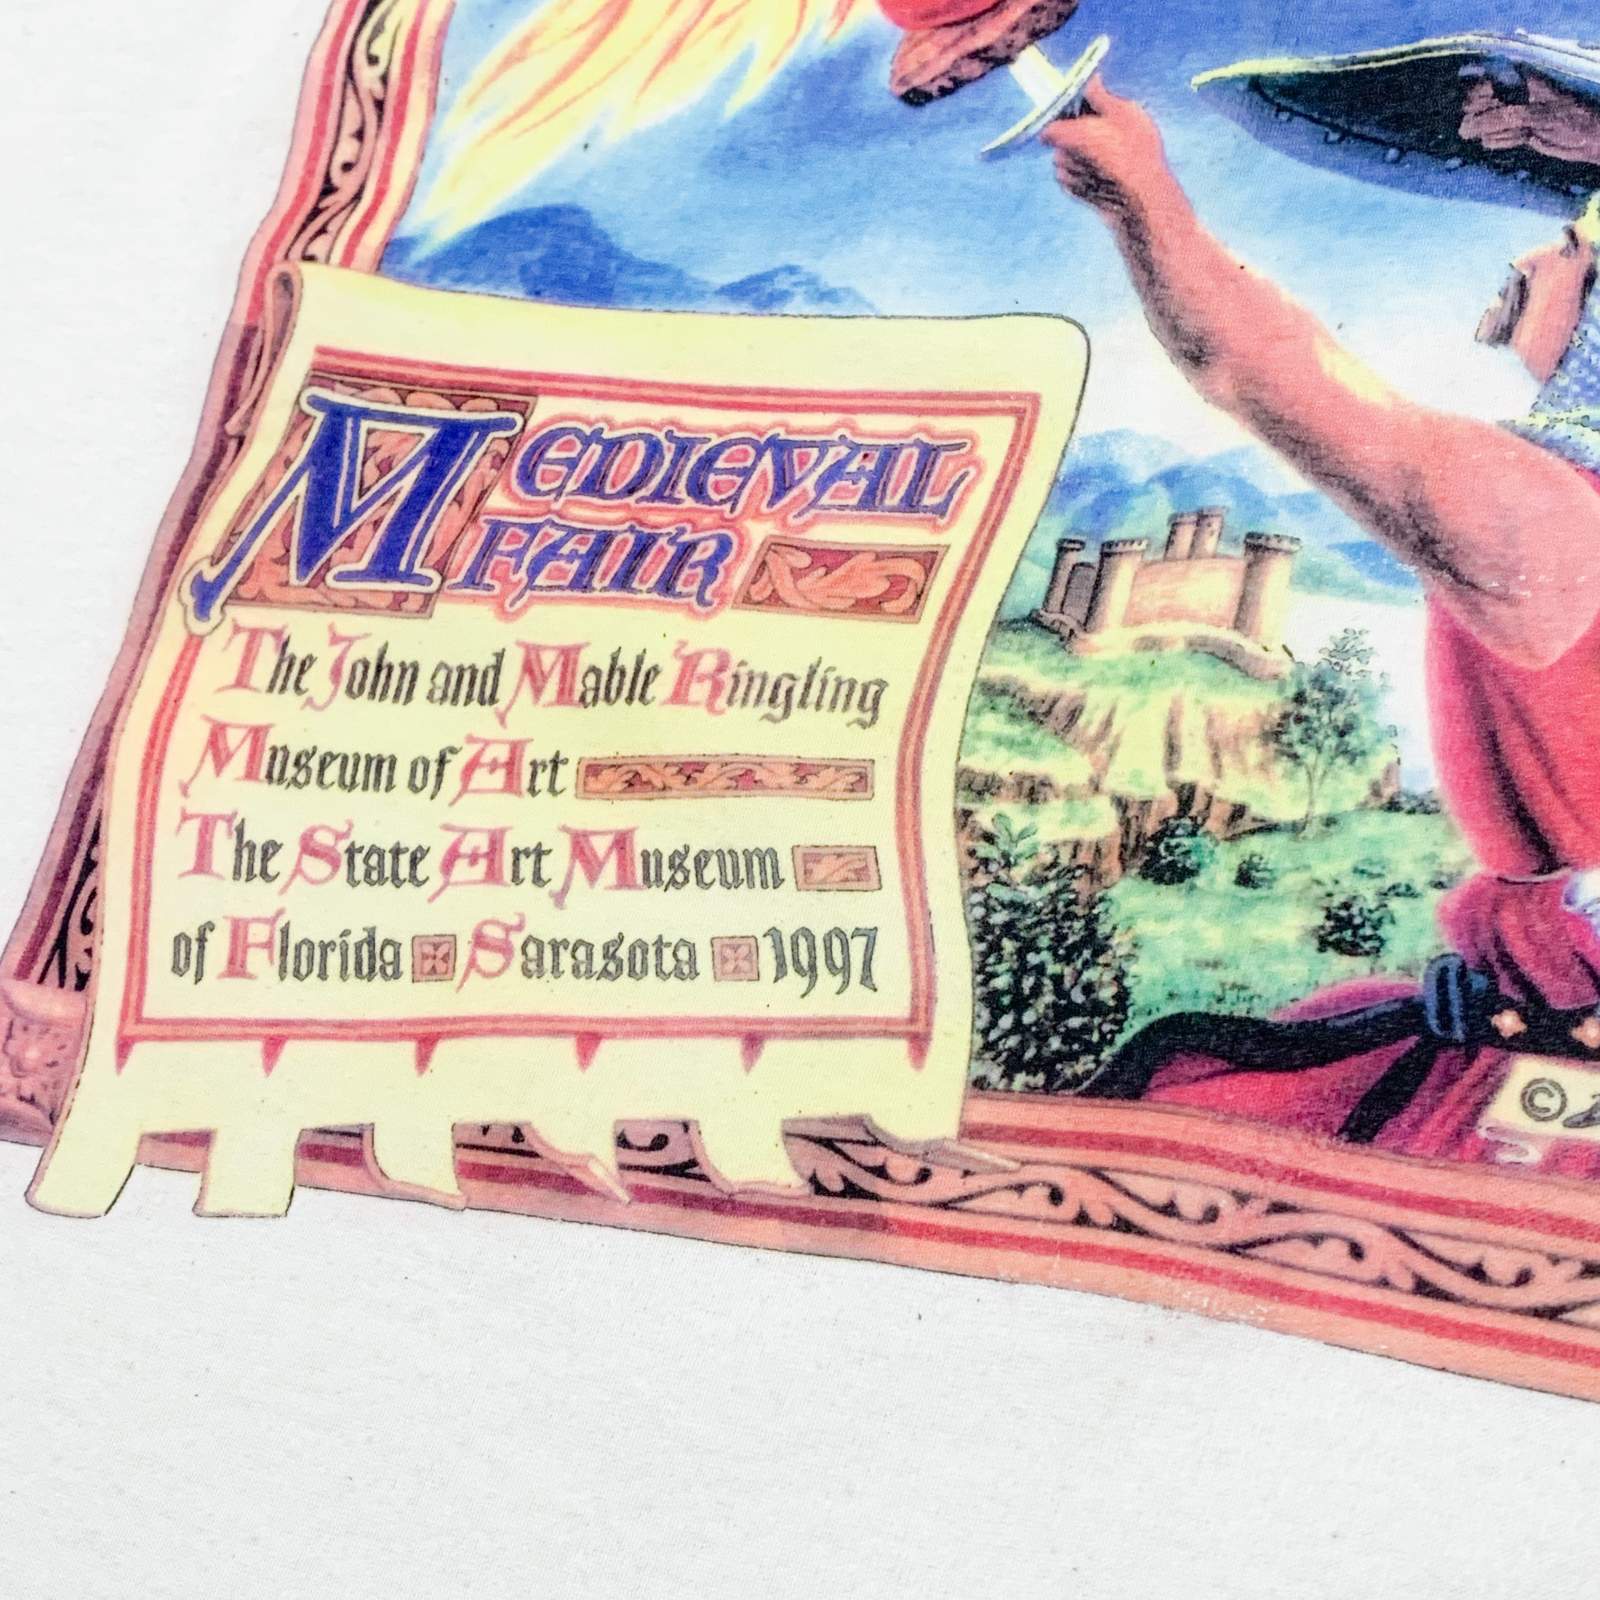 MEDIEVAL
FAIR
The John and Mable Ringling
Museum of Art
The State Art Museum
of Florida Sarasota 1997
©